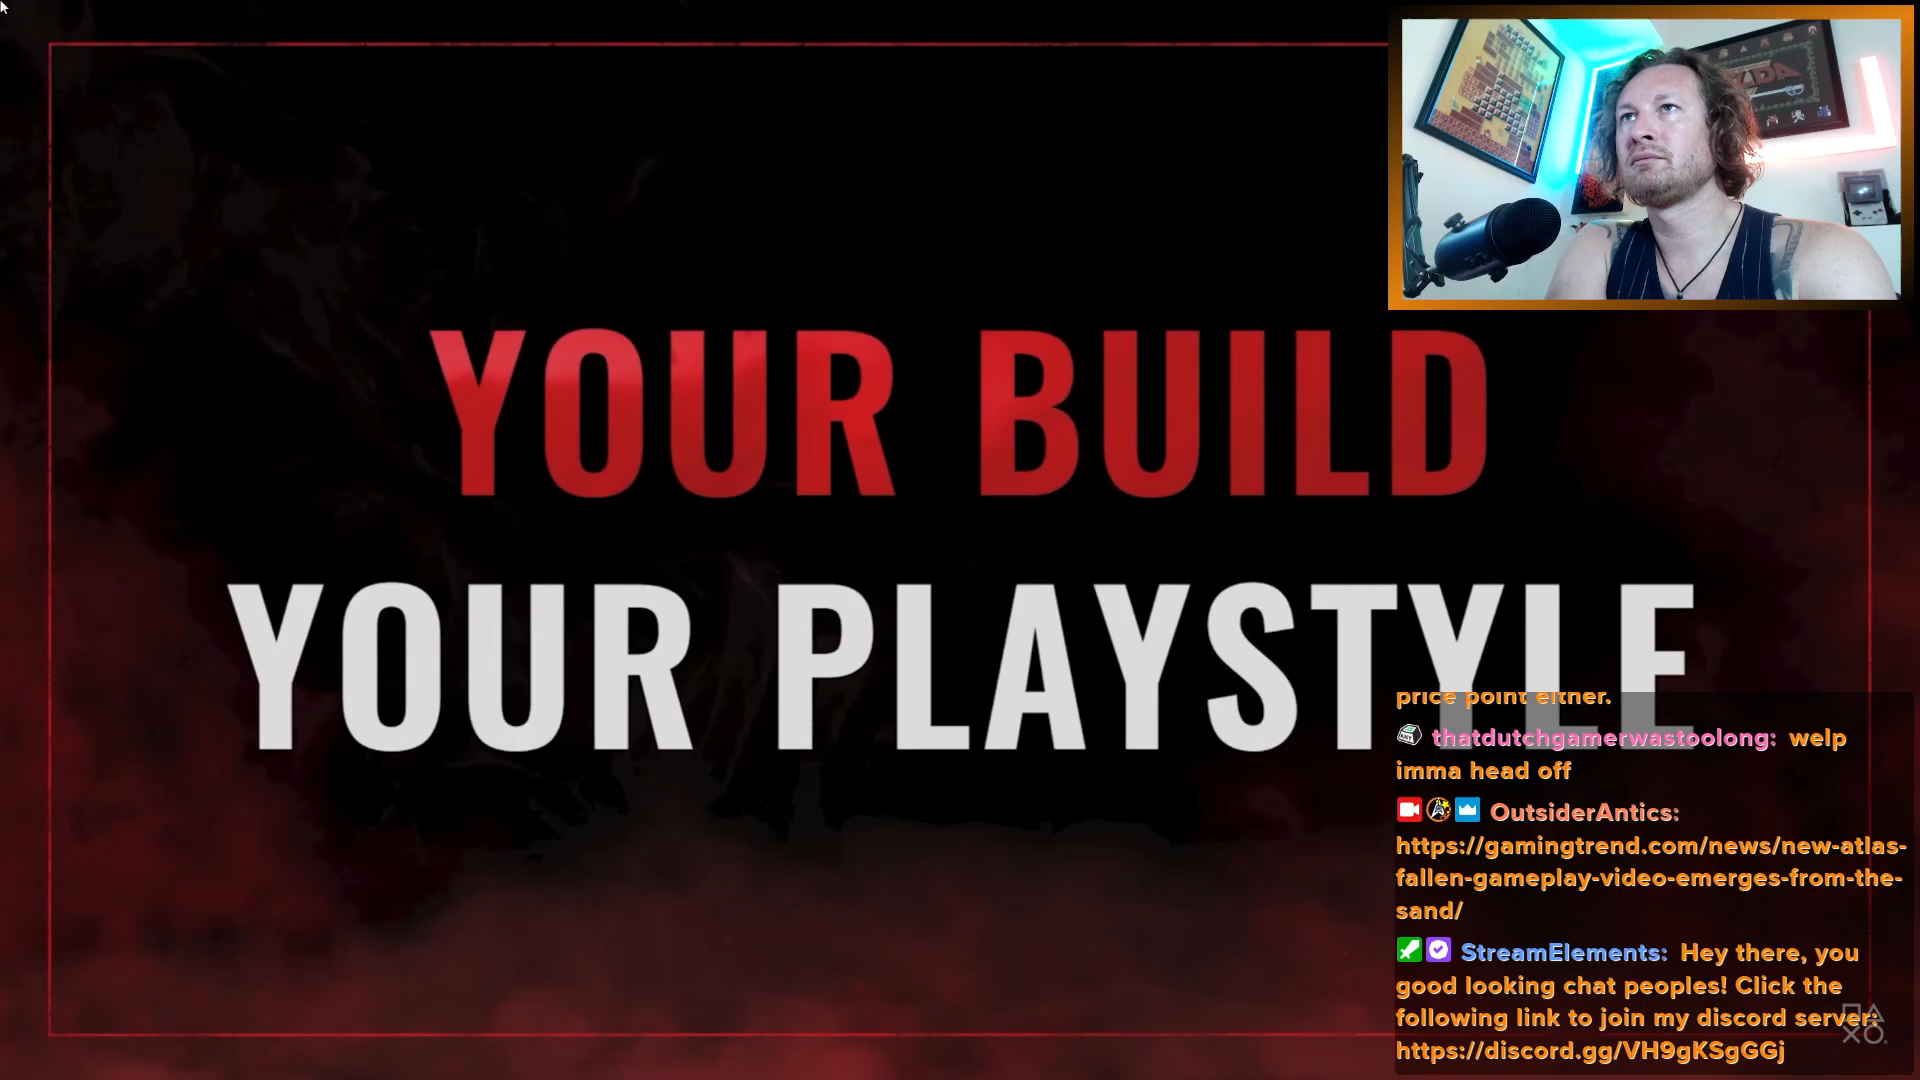 YOUR BUILD
YOUR PLAYSTYLE
ZELDA
price point either.
thatdutchgamerwastoolong: welp
imma head off
OutsiderAntics:
https://gamingtrend.com/news/new-atlas-
fallen-gameplay-video-emerges-from-the-
sand/
StreamElements: Hey there, you
good looking chat peoples! Click the
following link to join my discord server:
https://discord.gg/VH9gKSgGGj